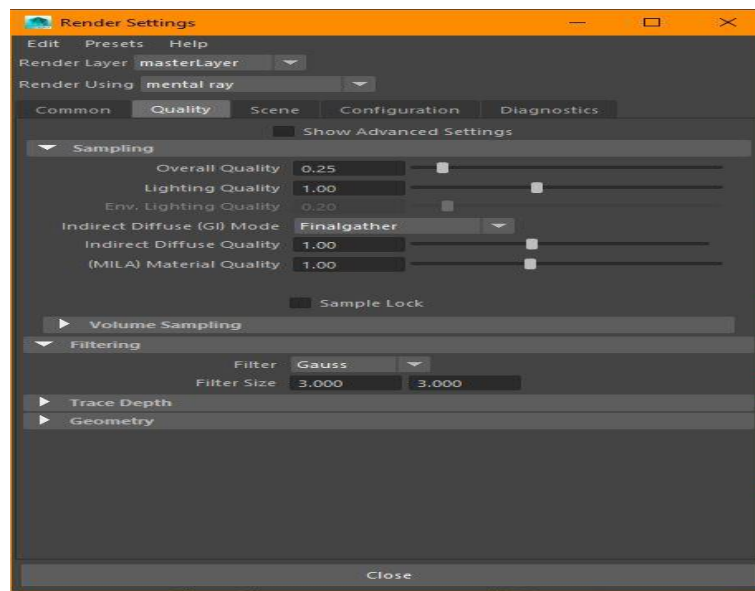 Render Settings
Edit Presets Help
Render Layer masterLayer
Render Using mental ray
Common Quality Scene Configuration Diagnostics
Show Advanced Settings
Sampling
Overall Quality 0.25
Lighting Quality 1.00
Env. Lighting Quality 0.20
Indirect Diffuse (GI) Mode Finalgather
Indirect Diffuse Quality 1.00
(MILA) Material Quality 1.00
Sample Lock
Volume Sampling
Filtering
Filter Gauss
Filter Size 3.000 3.000
Trace Depth
Geometry
Close